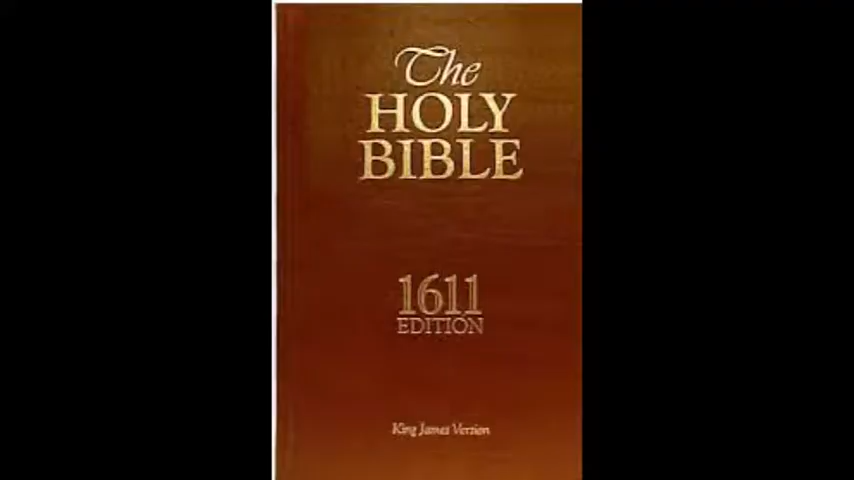 The
HOLY
BIBLE
1611
EDITION
King James Version